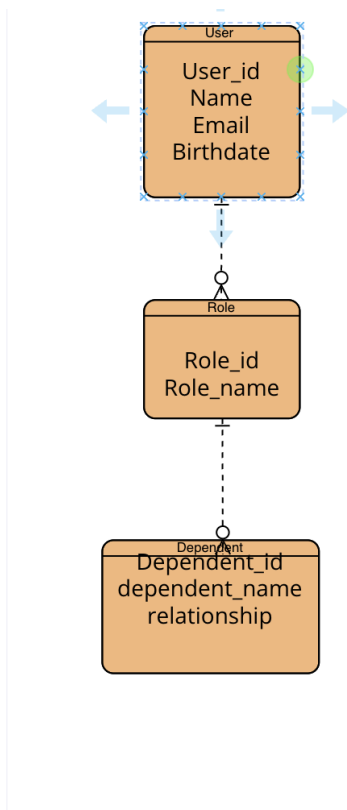 User
User_id
Name
Email
Birthdate
Role
Role_id
Role_name
Dependent
Dependent_id
dependent_name
relationship